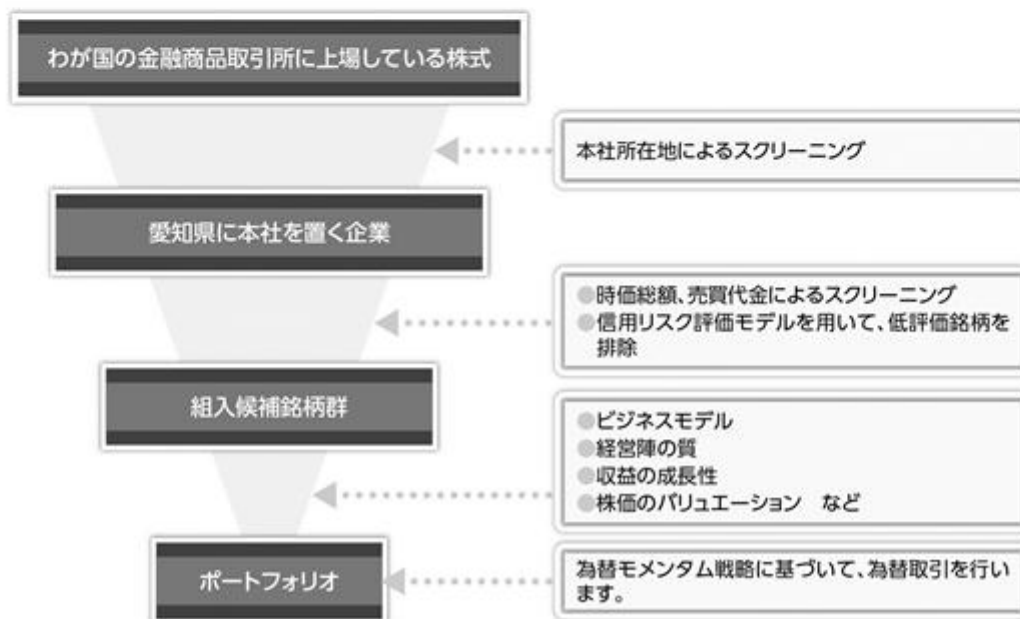 わが国の金融商品取引所に上場している株式
本社所在地によるスクリーニング
愛知県に本社を置く企業
●時価総額、売買代金によるスクリーニング
●信用リスク評価モデルを用いて、低評価銘柄を
排除
組入候補銘柄群
●ビジネスモデル
●経営陣の質
●収益の成長性
●株価のバリュエーション　など
ポートフォリオ
為替モメンタム戦略に基づいて、為替取引を行い
ます。